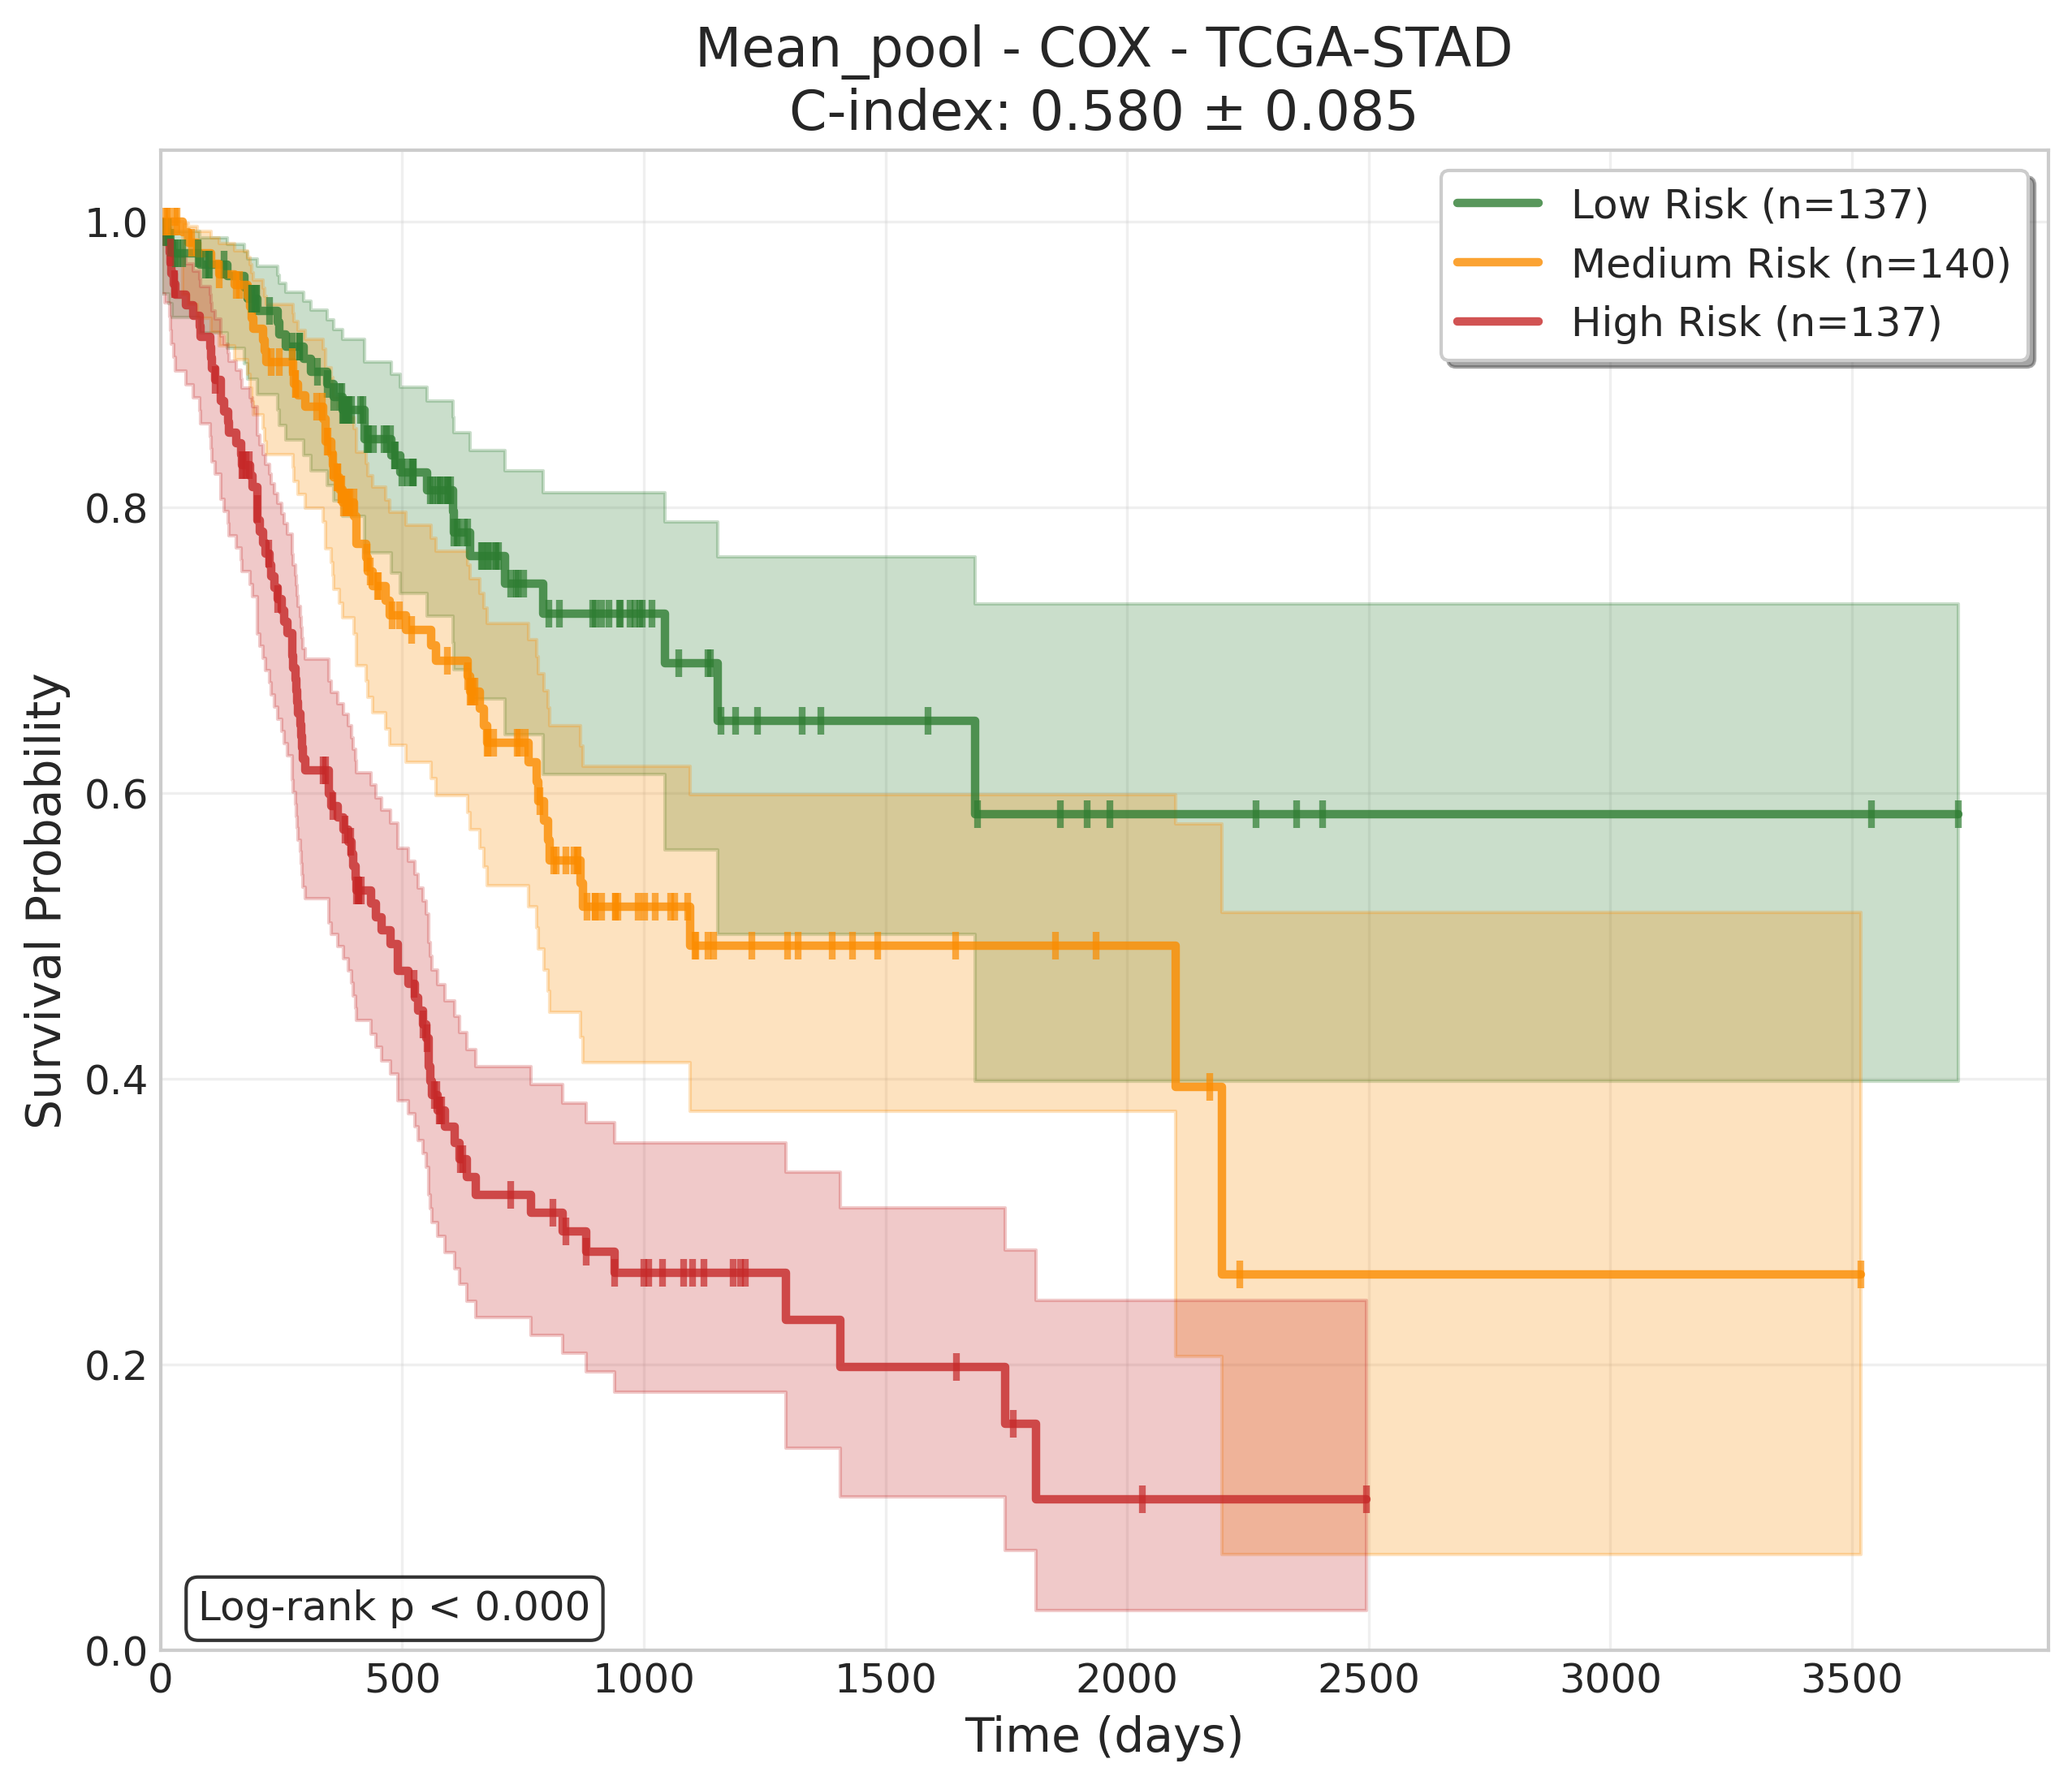 Mean_pool - COX - TCGA-STAD
C-index: 0.580 ± 0.085
Low Risk (n=137)
Medium Risk (n=140)
High Risk (n=137)
Survival Probability
1.0
0.8
0.6
0.4
0.2
0.0
Log-rank p < 0.000
0 500 1000 1500 2000 2500 3000 3500
Time (days)